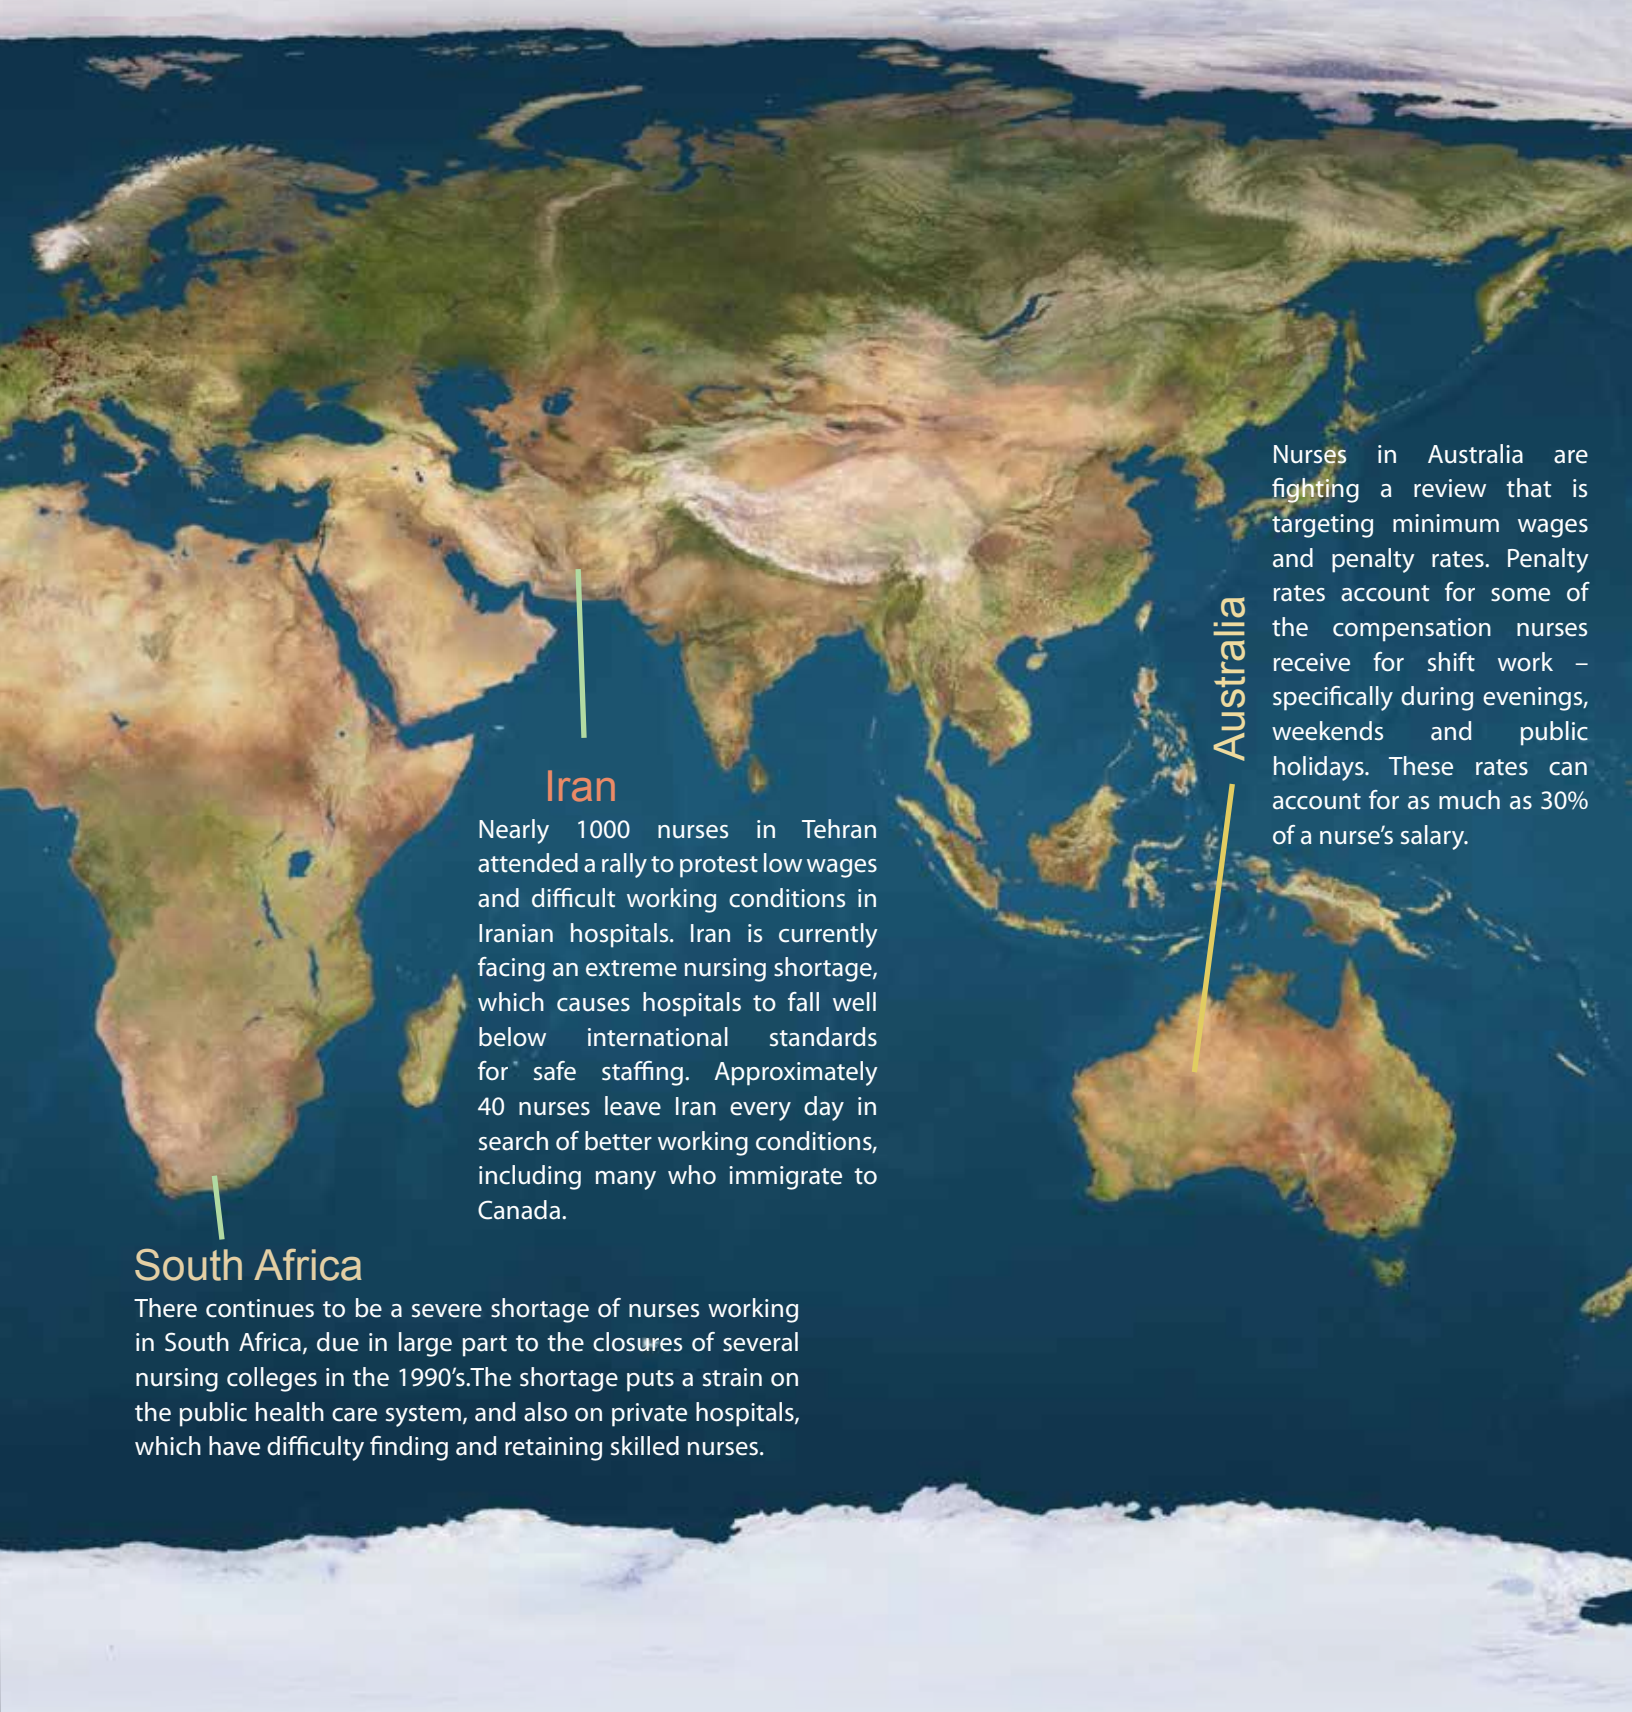 Nurses in Australia are
fighting a review that is
targeting minimum wages
and penalty rates. Penalty
rates account for some of
the compensation nurses
receive for shift work –
specifically during evenings,
weekends and public
holidays. These rates can
account for as much as 30%
of a nurse's salary.
Australia
Iran
Nearly 1000 nurses in Tehran
attended a rally to protest low wages
and difficult working conditions in
Iranian hospitals. Iran is currently
facing an extreme nursing shortage,
which causes hospitals to fall well
below international standards
for safe staffing. Approximately
40 nurses leave Iran every day in
search of better working conditions,
including many who immigrate to
Canada.
South Africa
There continues to be a severe shortage of nurses working
in South Africa, due in large part to the closures of several
nursing colleges in the 1990's.The shortage puts a strain on
the public health care system, and also on private hospitals,
which have difficulty finding and retaining skilled nurses.